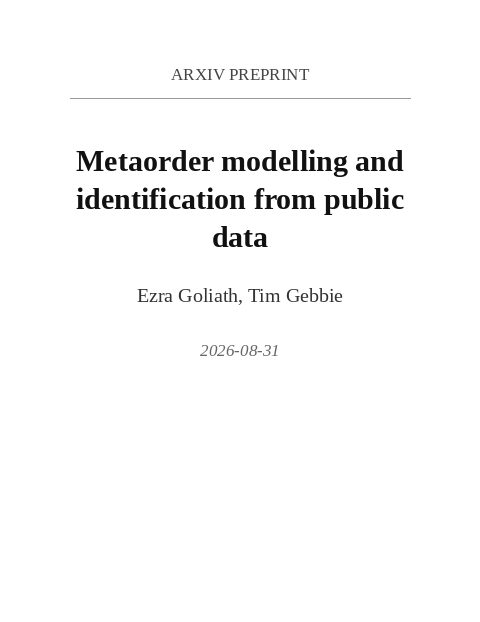 ARXIV PREPRINT
Metaorder modelling and
identification from public
data
Ezra Goliath, Tim Gebbie
2026-08-31